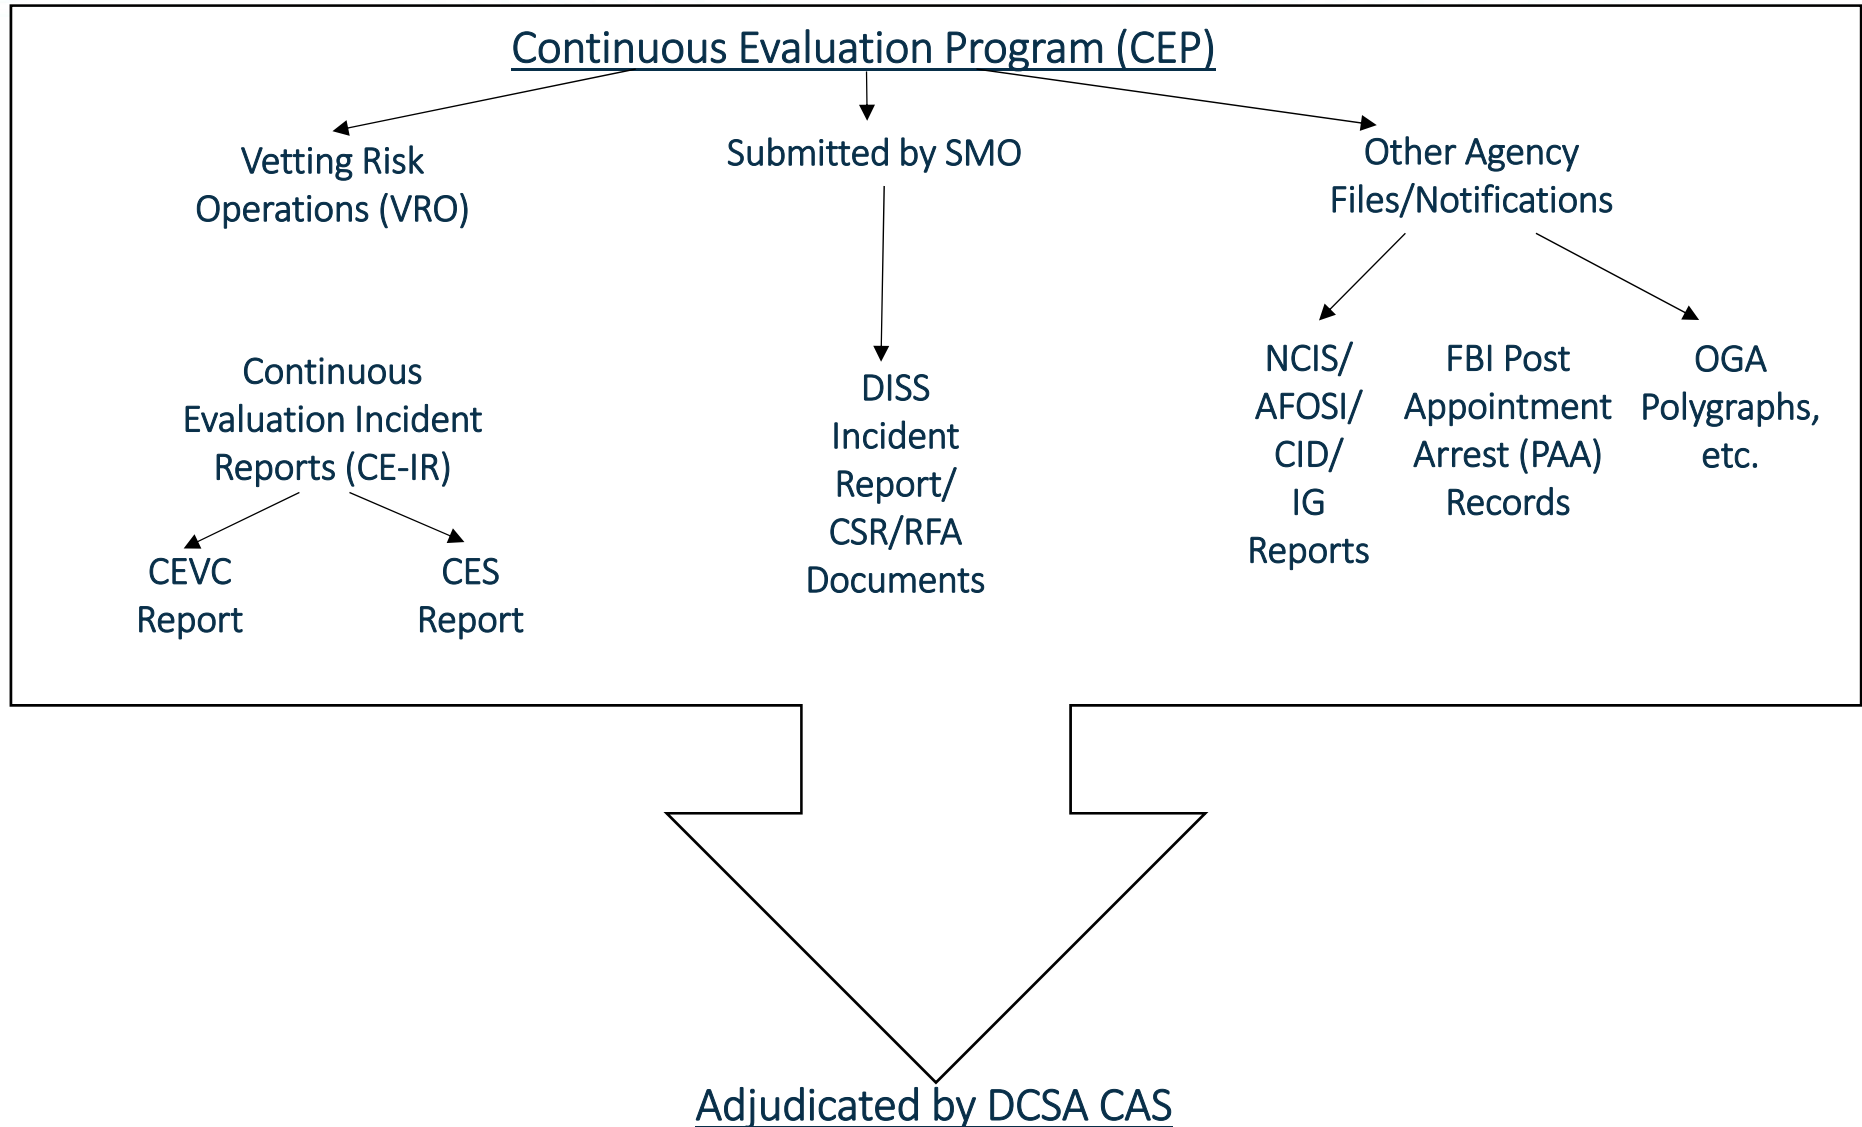 Continuous Evaluation Program (CEP)
Vetting Risk
Operations (VRO)
Submitted by SMO
Other Agency
Files/Notifications
Continuous
Evaluation Incident
Reports (CE-IR)
CEVC
Report
CES
Report
DISS
Incident
Report/
CSR/RFA
Documents
NCIS/
AFOSI/
CID/
IG
Reports
FBI Post
Appointment
Arrest (PAA)
Records
OGA
Polygraphs,
etc.
Adjudicated by DCSA CAS